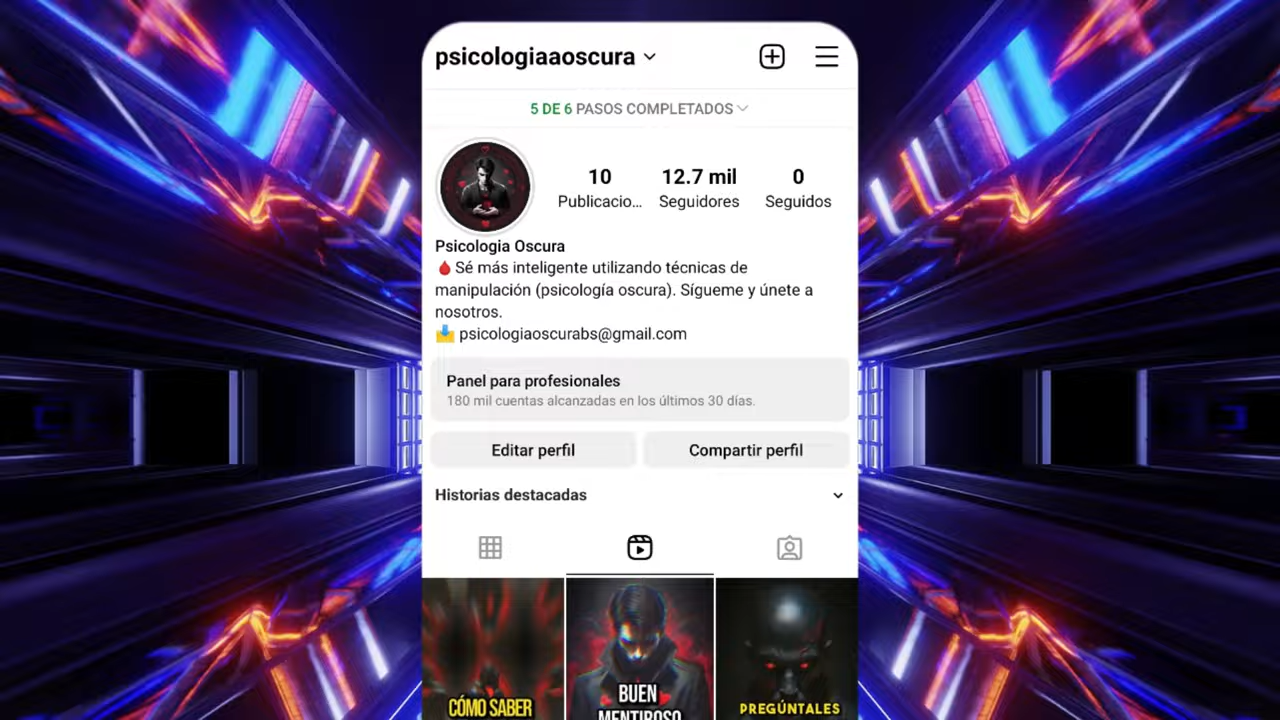 psicologiaaoscura
5 DE 6 PASOS COMPLETADOS
10
12.7 mil
0
Publicacio...
Seguidores
Seguidos
Psicologia Oscura
🩸Sé más inteligente utilizando técnicas de
manipulación (psicología oscura). Sígueme y únete a
nosotros.
📩 psicologiaoscurabs@gmail.com
Panel para profesionales
180 mil cuentas alcanzadas en los últimos 30 días.
Editar perfil
Compartir perfil
Historias destacadas
CÓMO SABER
BUEN
MENTIROSO
PREGÚNTALES